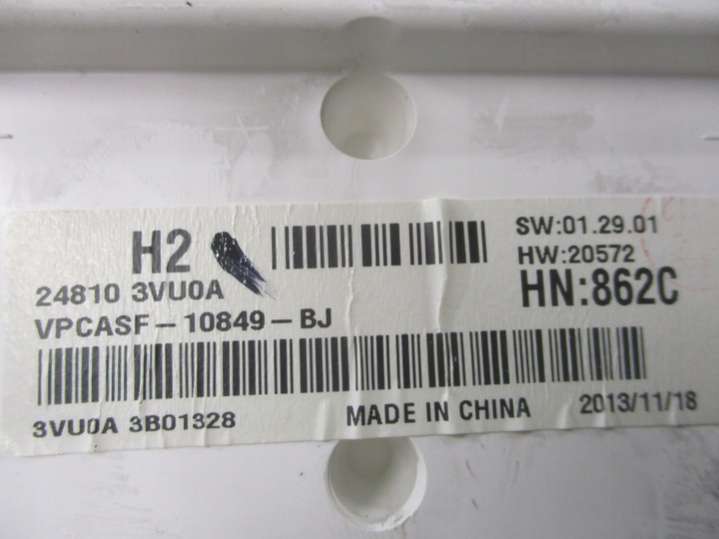 H2
SW:01.29.01
HW:20572
24810 3VU0A
HN:862C
VPCASF-10849-BJ
3VU0A 3B01328
MADE IN CHINA
2013/11/18